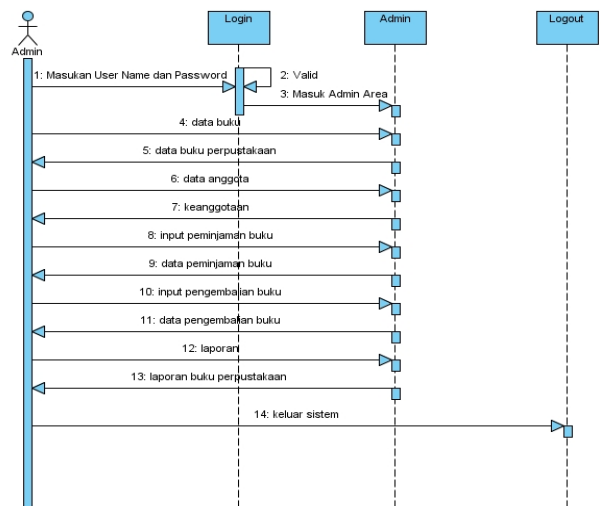 Login
Admin
Logout
Admin
1: Masukan User Name dan Password
2: Valid
3: Masuk Admin Area
4: data buku
5: data buku perpustakaan
6: data anggota
7: keanggotaan
8: input peminjaman buku
9: data peminjaman buku
10: input pengembalian buku
11: data pengembalian buku
12: laporan
13: laporan buku perpustakaan
14: keluar sistem